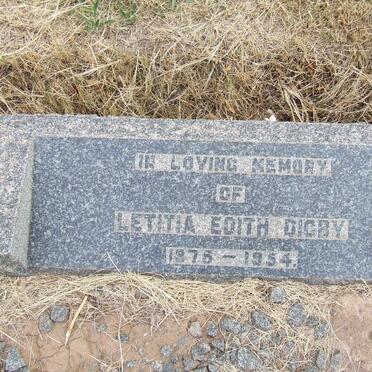 IN LOVING MEMORY
OF
LETITIA EDITH DIGBY
1875 - 1954.